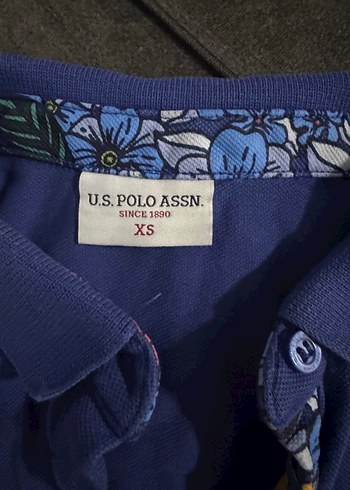 U.S. POLO ASSN.
SINCE 1890
XS